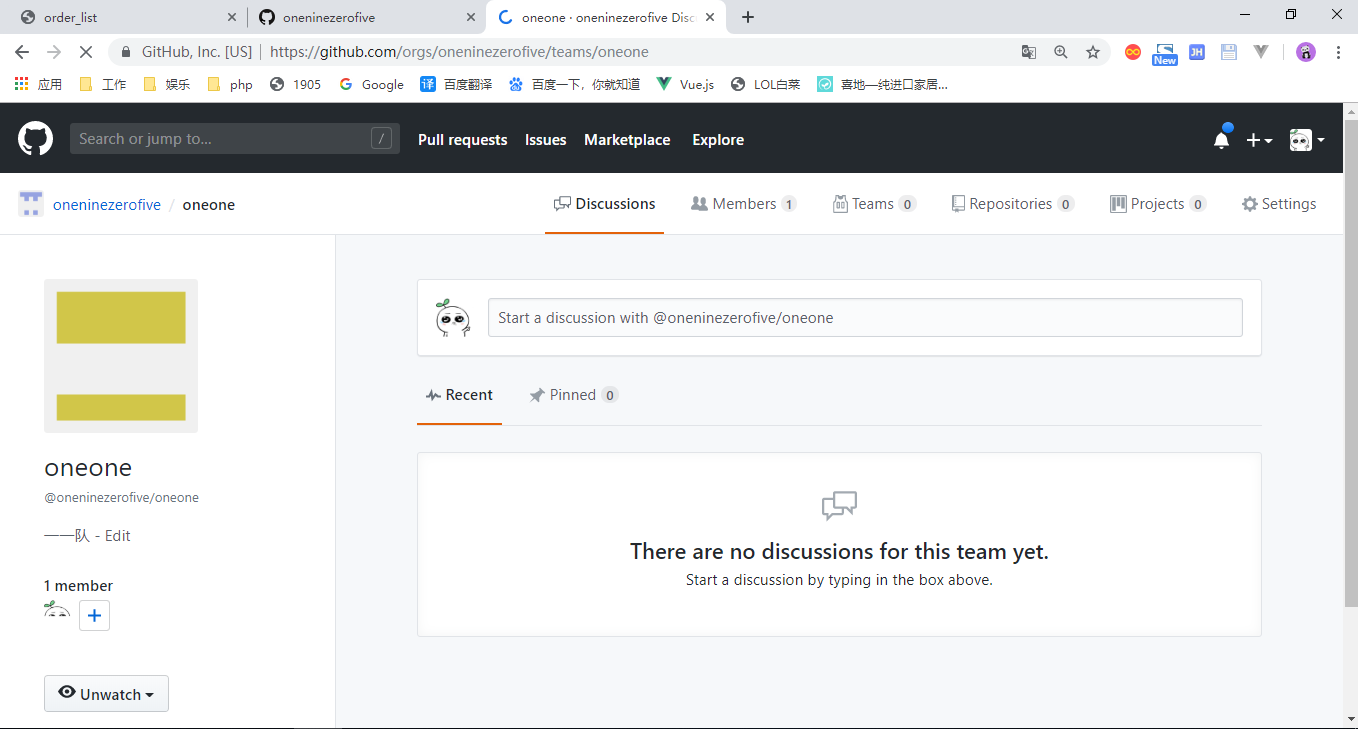 order_list
oneninezerofive
oneone · oneninezerofive Disc
GitHub, Inc. [US] | https://github.com/orgs/oneninezerofive/teams/oneone
New
JH
应用
工作
娱乐
php
1905
Google
译 百度翻译
百度一下，你就知道
Vue.js
LOL白菜
喜地—纯进口家居...
Search or jump to... /
Pull requests
Issues
Marketplace
Explore
oneninezerofive / oneone
Discussions
Members 1
Teams 0
Repositories 0
Projects 0
Settings
oneone
@oneninezerofive/oneone
一一队 - Edit
1 member
Unwatch
Start a discussion with @oneninezerofive/oneone
Recent
Pinned 0
There are no discussions for this team yet.
Start a discussion by typing in the box above.